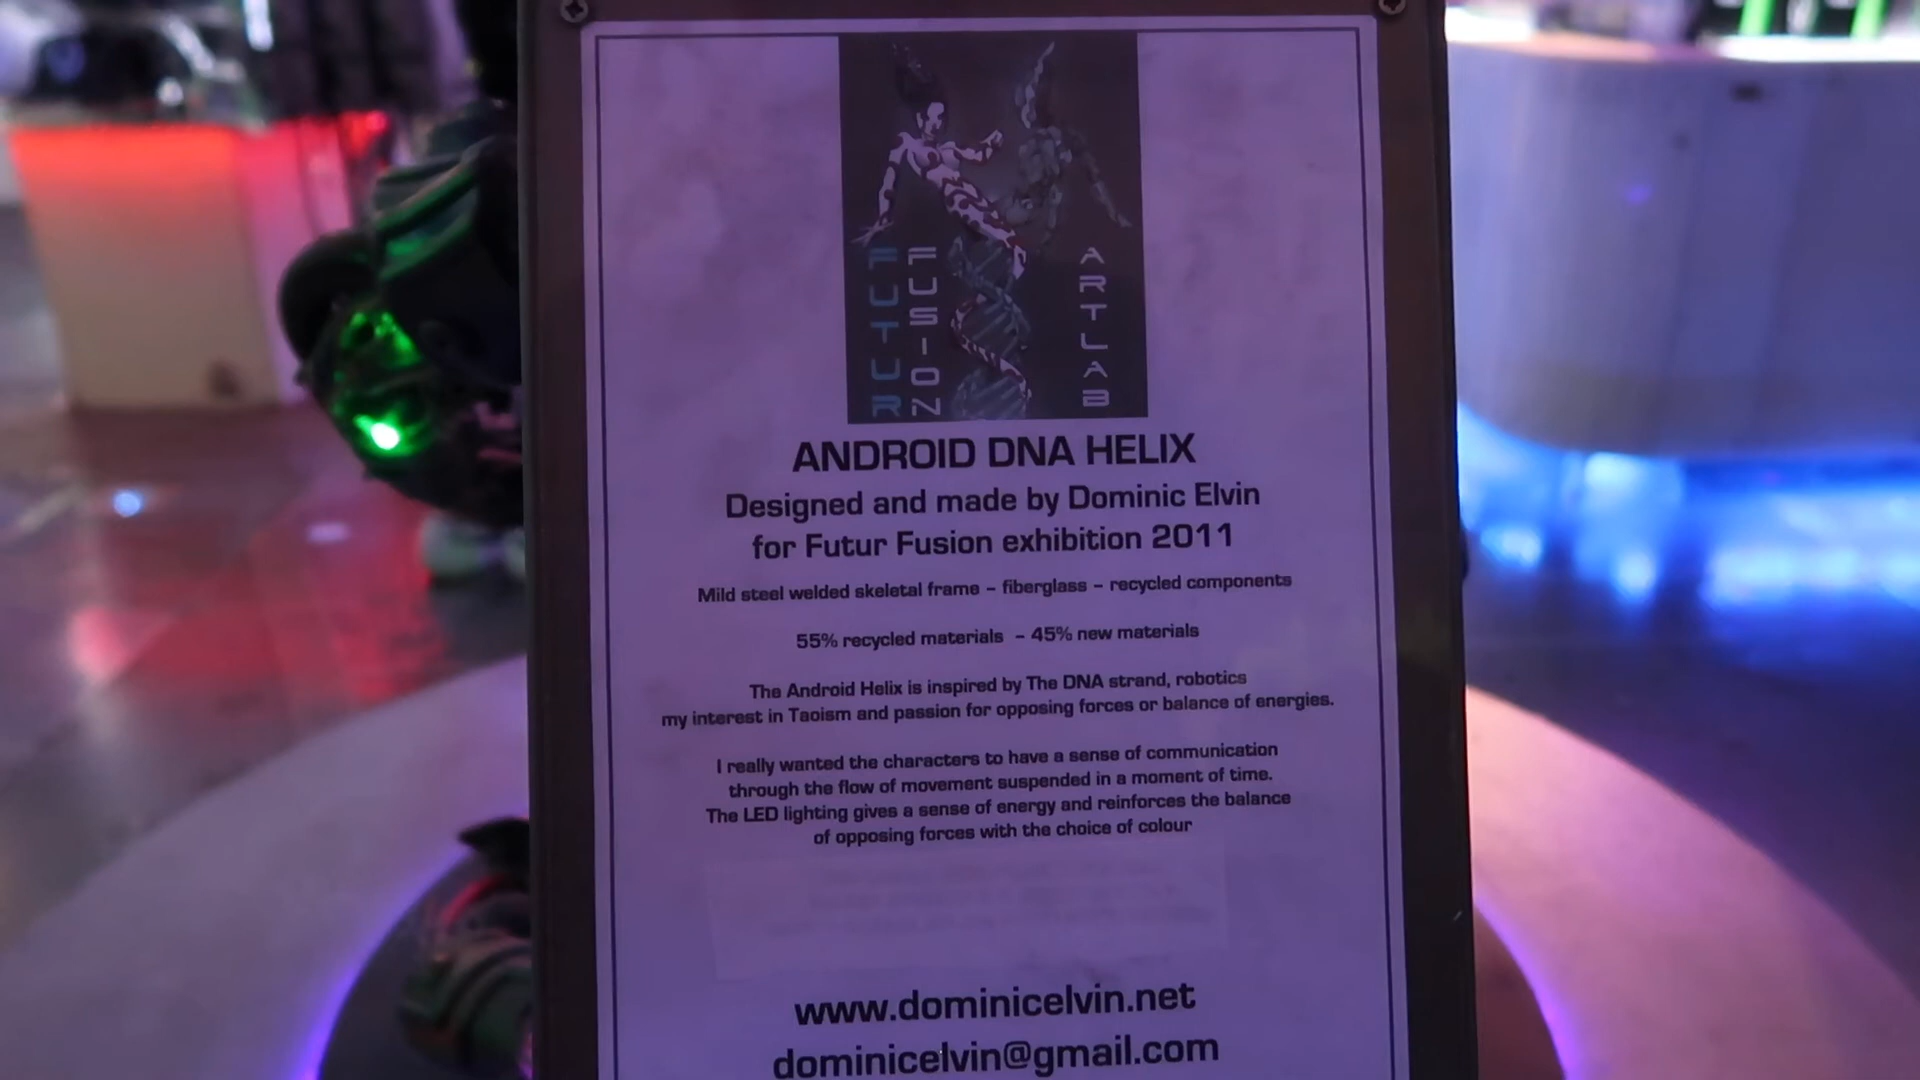 FUTUR
FUSION
ARTLAB
ANDROID DNA HELIX
Designed and made by Dominic Elvin
for Futur Fusion exhibition 2011
Mild steel welded skeletal frame – fiberglass – recycled components
55% recycled materials – 45% new materials
The Android Helix is inspired by The DNA strand, robotics
my interest in Taoism and passion for opposing forces or balance of energies.
I really wanted the characters to have a sense of communication
through the flow of movement suspended in a moment of time.
The LED lighting gives a sense of energy and reinforces the balance
of opposing forces with the choice of colour
www.dominicelvin.net
dominicelvin@gmail.com